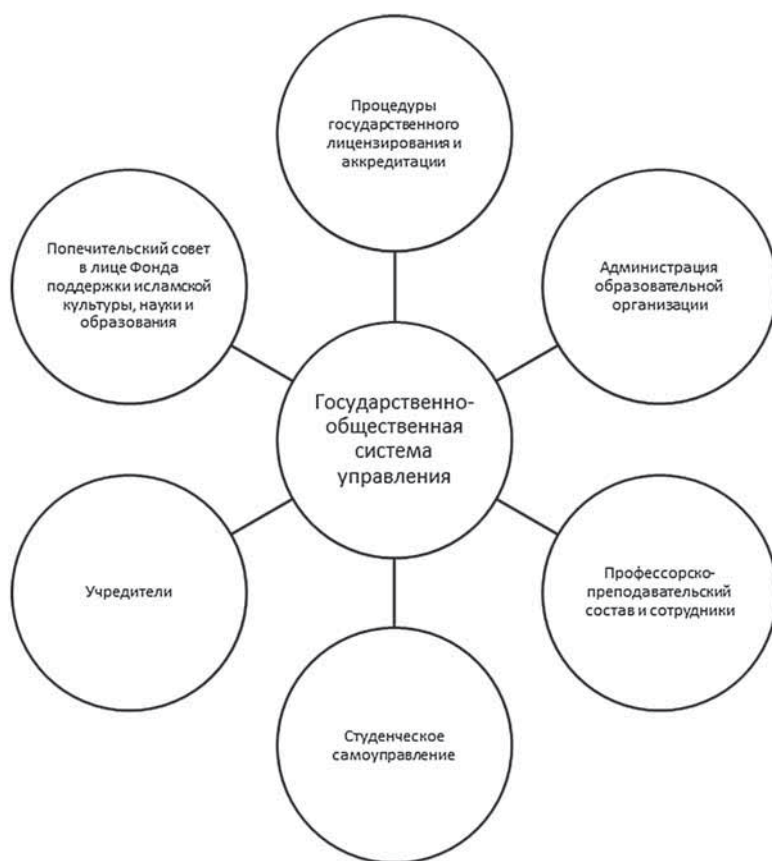 Процедуры
государственного
лицензирования и
аккредитации
Попечительский совет
в лице Фонда
поддержки исламской
культуры, науки и
образования
Администрация
образовательной
организации
Государственно-
общественная
система
управления
Учредители
Профессорско-
преподавательский
состав и сотрудники
Студенческое
самоуправление